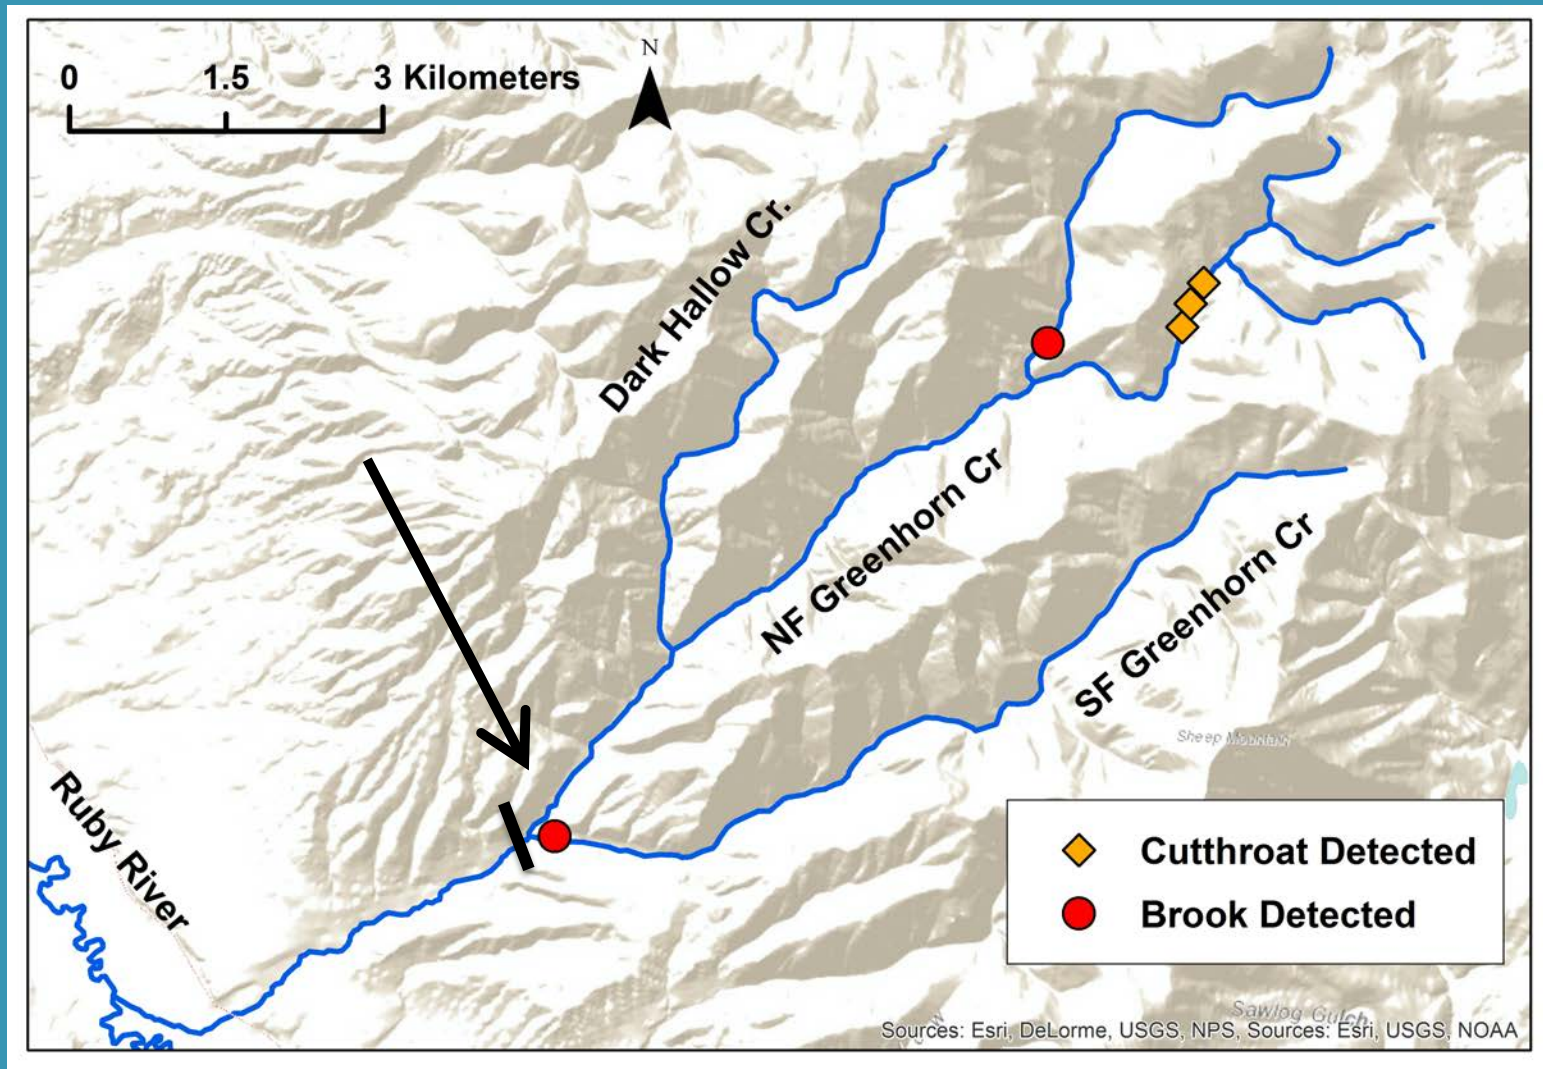 N
0 1.5 3 Kilometers
Dark Hallow Cr.
NF Greenhorn Cr
SF Greenhorn Cr
Sheep Mountain
Ruby River
Cutthroat Detected
Brook Detected
Sawlog Gulch
Sources: Esri, DeLorme, USGS, NPS, Sources: Esri, USGS, NOAA